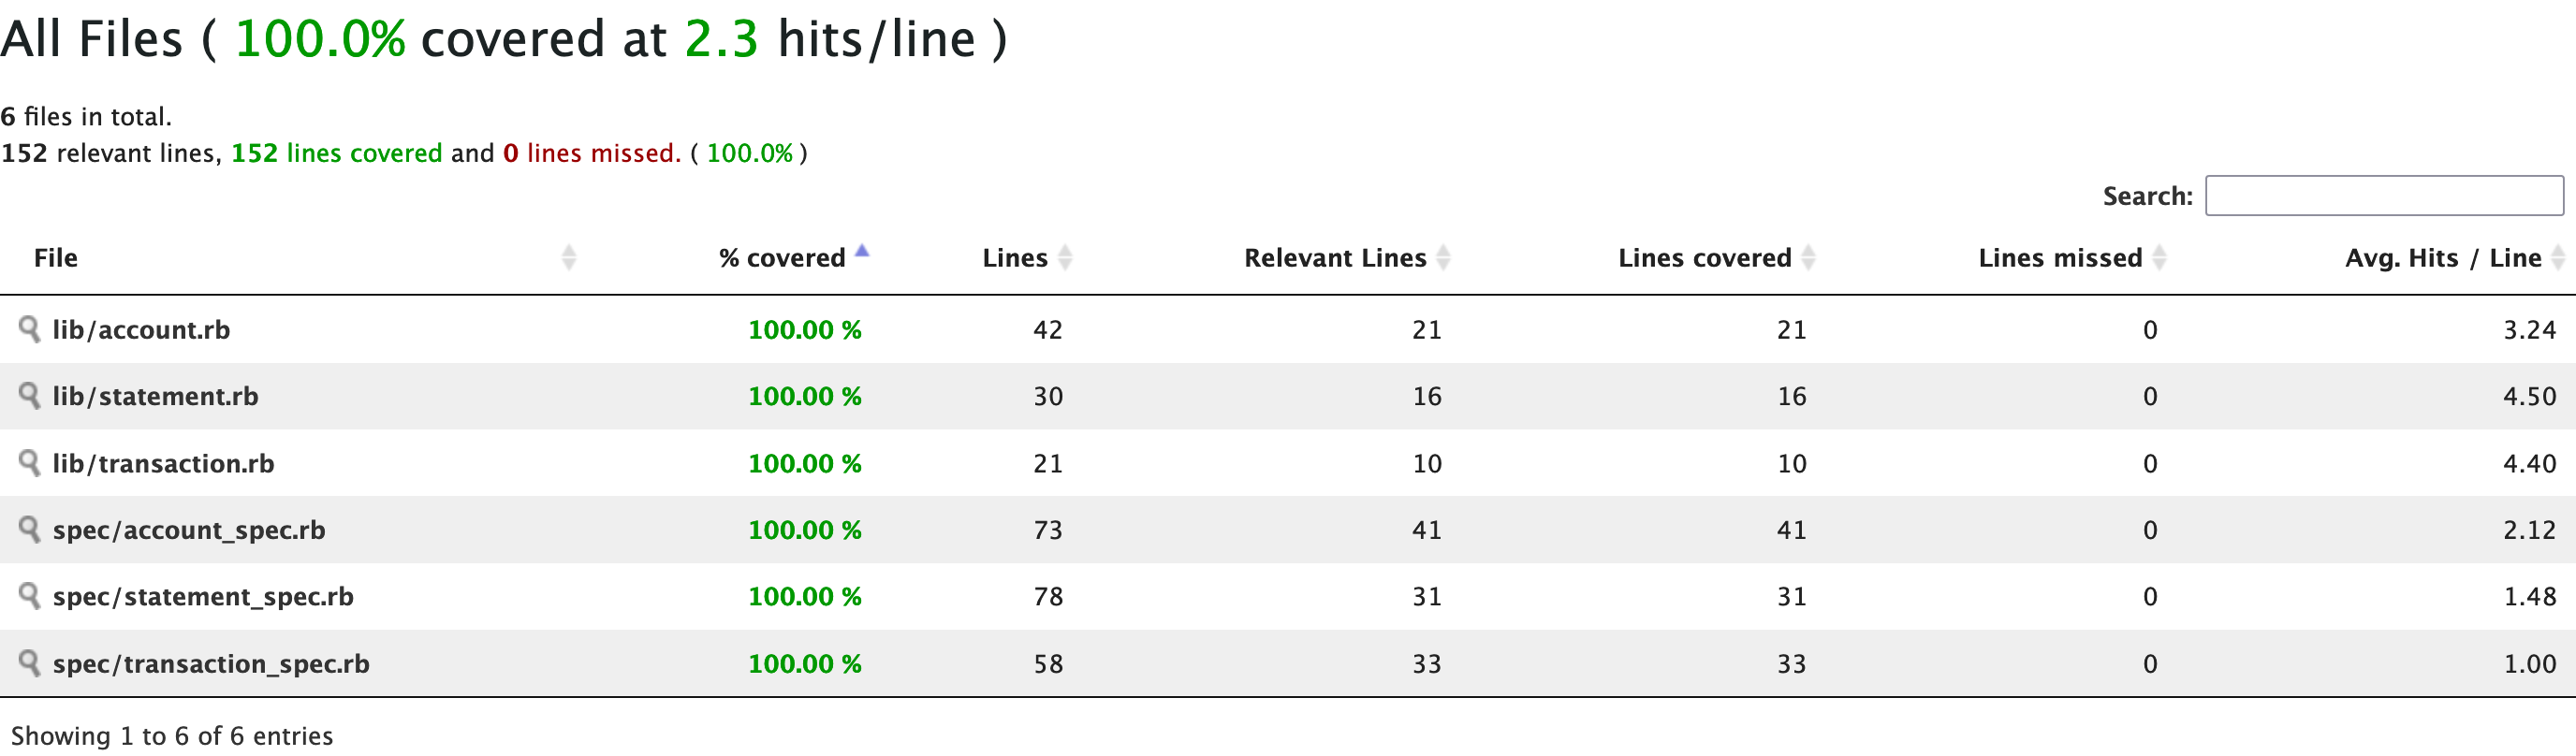 All Files ( 100.0% covered at 2.3 hits/line )
6 files in total.
152 relevant lines, 152 lines covered and 0 lines missed. ( 100.0% )
Search:
File % covered Lines Relevant Lines Lines covered Lines missed Avg. Hits / Line
lib/account.rb 100.00 % 42 21 21 0 3.24
lib/statement.rb 100.00 % 30 16 16 0 4.50
lib/transaction.rb 100.00 % 21 10 10 0 4.40
spec/account_spec.rb 100.00 % 73 41 41 0 2.12
spec/statement_spec.rb 100.00 % 78 31 31 0 1.48
spec/transaction_spec.rb 100.00 % 58 33 33 0 1.00
Showing 1 to 6 of 6 entries